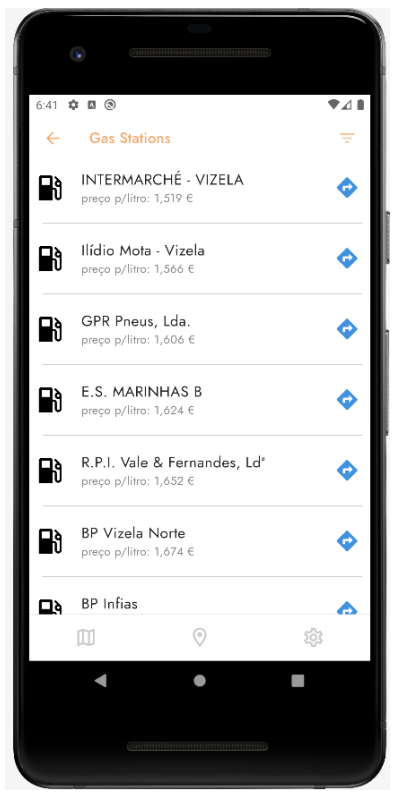 6:41
Gas Stations
INTERMARCHÉ - VIZELA
preço p/litro: 1,519 €
Ilídio Mota - Vizela
preço p/litro: 1,566 €
GPR Pneus, Lda.
preço p/litro: 1,606 €
E.S. MARINHAS B
preço p/litro: 1,624 €
R.P.I. Vale & Fernandes, Ldª
preço p/litro: 1,652 €
BP Vizela Norte
preço p/litro: 1,674 €
BP Infias